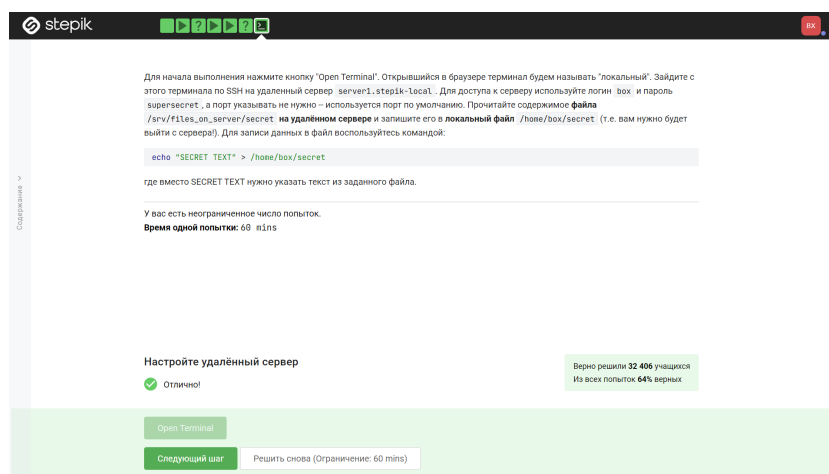 stepik
? ?
BX
Для начала выполнения нажмите кнопку "Open Terminal". Открывшийся в браузере терминал будем называть "локальный". Зайдите с
этого терминала по SSH на удаленный сервер server1.stepik-local . Для доступа к серверу используйте логин box и пароль
supersecret , а порт указывать не нужно – используется порт по умолчанию. Прочитайте содержимое файла
/srv/files_on_server/secret на удалённом сервере и запишите его в локальный файл /home/box/secret (т.е. вам нужно будет
выйти с сервера!). Для записи данных в файл воспользуйтесь командой:
echo "SECRET TEXT" > /home/box/secret
где вместо SECRET TEXT нужно указать текст из заданного файла.
Содержание >
У вас есть неограниченное число попыток.
Время одной попытки: 60 mins
Настройте удалённый сервер
Отлично!
Верно решили 32 406 учащихся
Из всех попыток 64% верных
Open Terminal
Следующий шаг Решить снова (Ограничение: 60 mins)